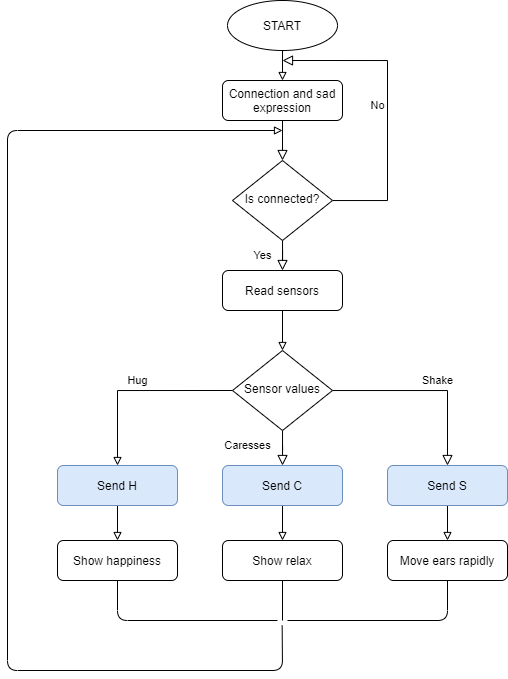 START
Connection and sad
expression
No
Is connected?
Yes
Read sensors
Hug
Sensor values
Shake
Caresses
Send H
Send C
Send S
Show happiness
Show relax
Move ears rapidly